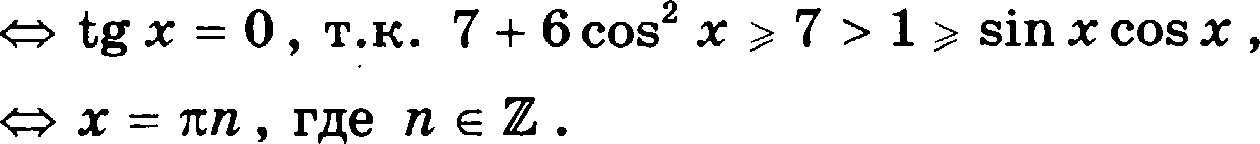 ⇔ tg x = 0, т.к. 7 + 6 cos² x ⩾ 7 > 1 ⩾ sin x cos x,
⇔ x = πn, где n ∈ ℤ.